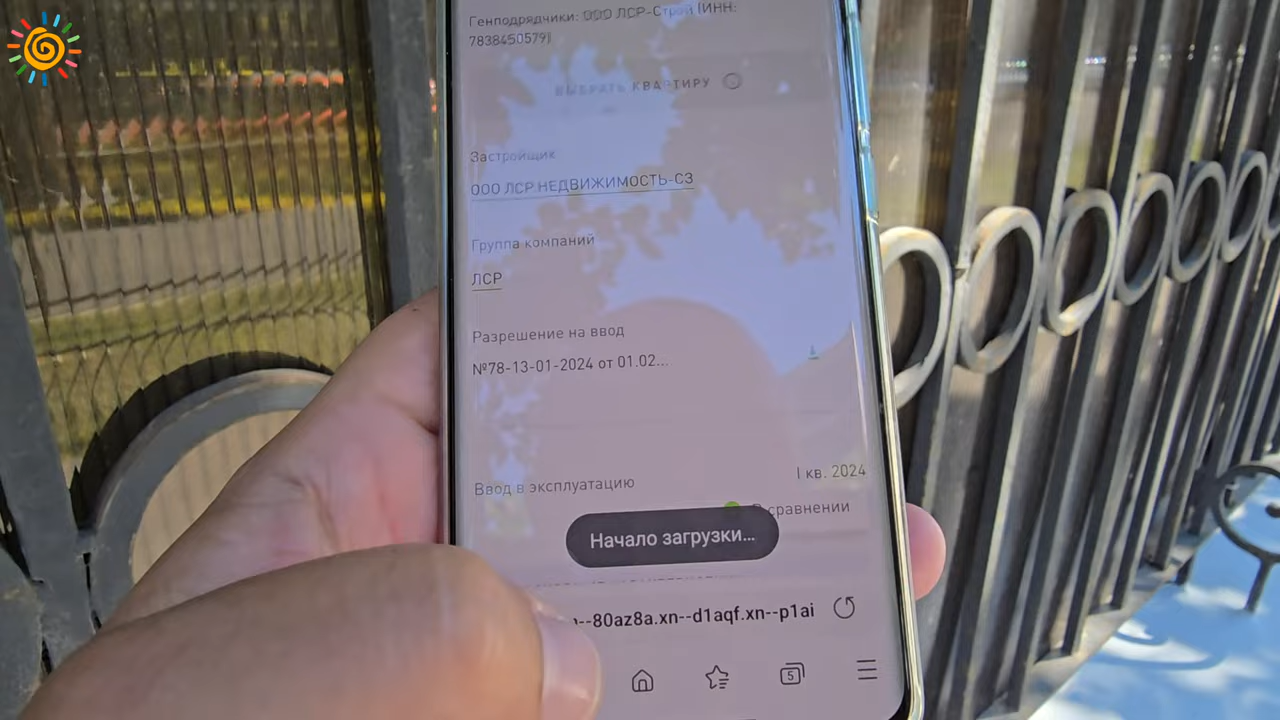 Генподрядчики: ООО ЛСР-Строй (ИНН:
7838450579)
ВЫБРАТЬ КВАРТИРУ
Застройщик
ООО ЛСР.НЕДВИЖИМОСТЬ-СЗ
Группа компаний
ЛСР
Разрешение на ввод
№78-13-01-2024 от 01.02...
Ввод в эксплуатацию
I кв. 2024
В сравнении
Начало загрузки...
--80az8a.xn--d1aqf.xn--p1ai
5